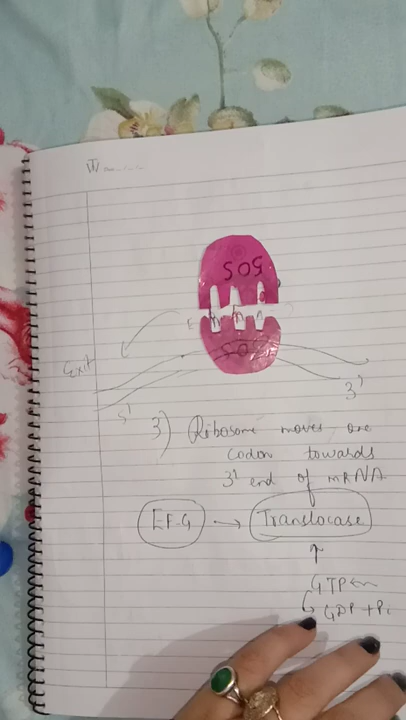 50S
E
Exit
5'
3'
3) Ribosome moves one
codon towards
3' end of mRNA
EF-G → Translocase
↑
GTP
GDP + Pi